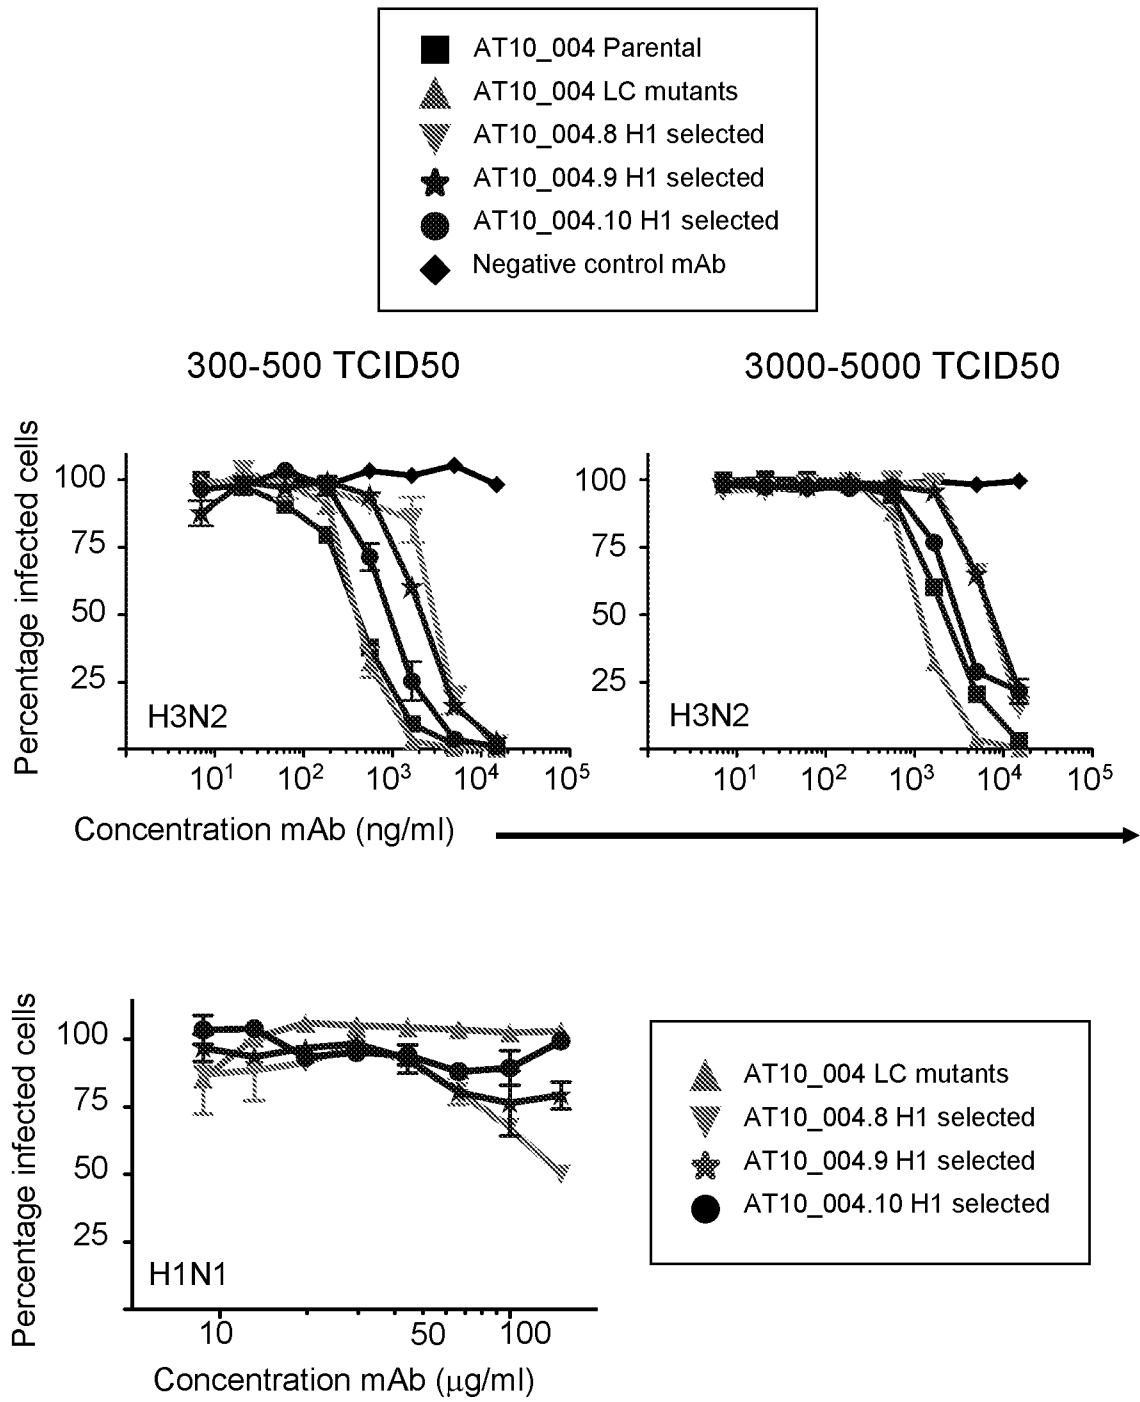 AT10_004 Parental
AT10_004 LC mutants
AT10_004.8 H1 selected
AT10_004.9 H1 selected
AT10_004.10 H1 selected
Negative control mAb
300-500 TCID50
3000-5000 TCID50
Percentage infected cells
100
75
50
25
H3N2
10¹ 10² 10³ 10⁴ 10⁵
100
75
50
25
H3N2
10¹ 10² 10³ 10⁴ 10⁵
Concentration mAb (ng/ml)
Percentage infected cells
100
75
50
25
H1N1
10 50 100
Concentration mAb (μg/ml)
AT10_004 LC mutants
AT10_004.8 H1 selected
AT10_004.9 H1 selected
AT10_004.10 H1 selected